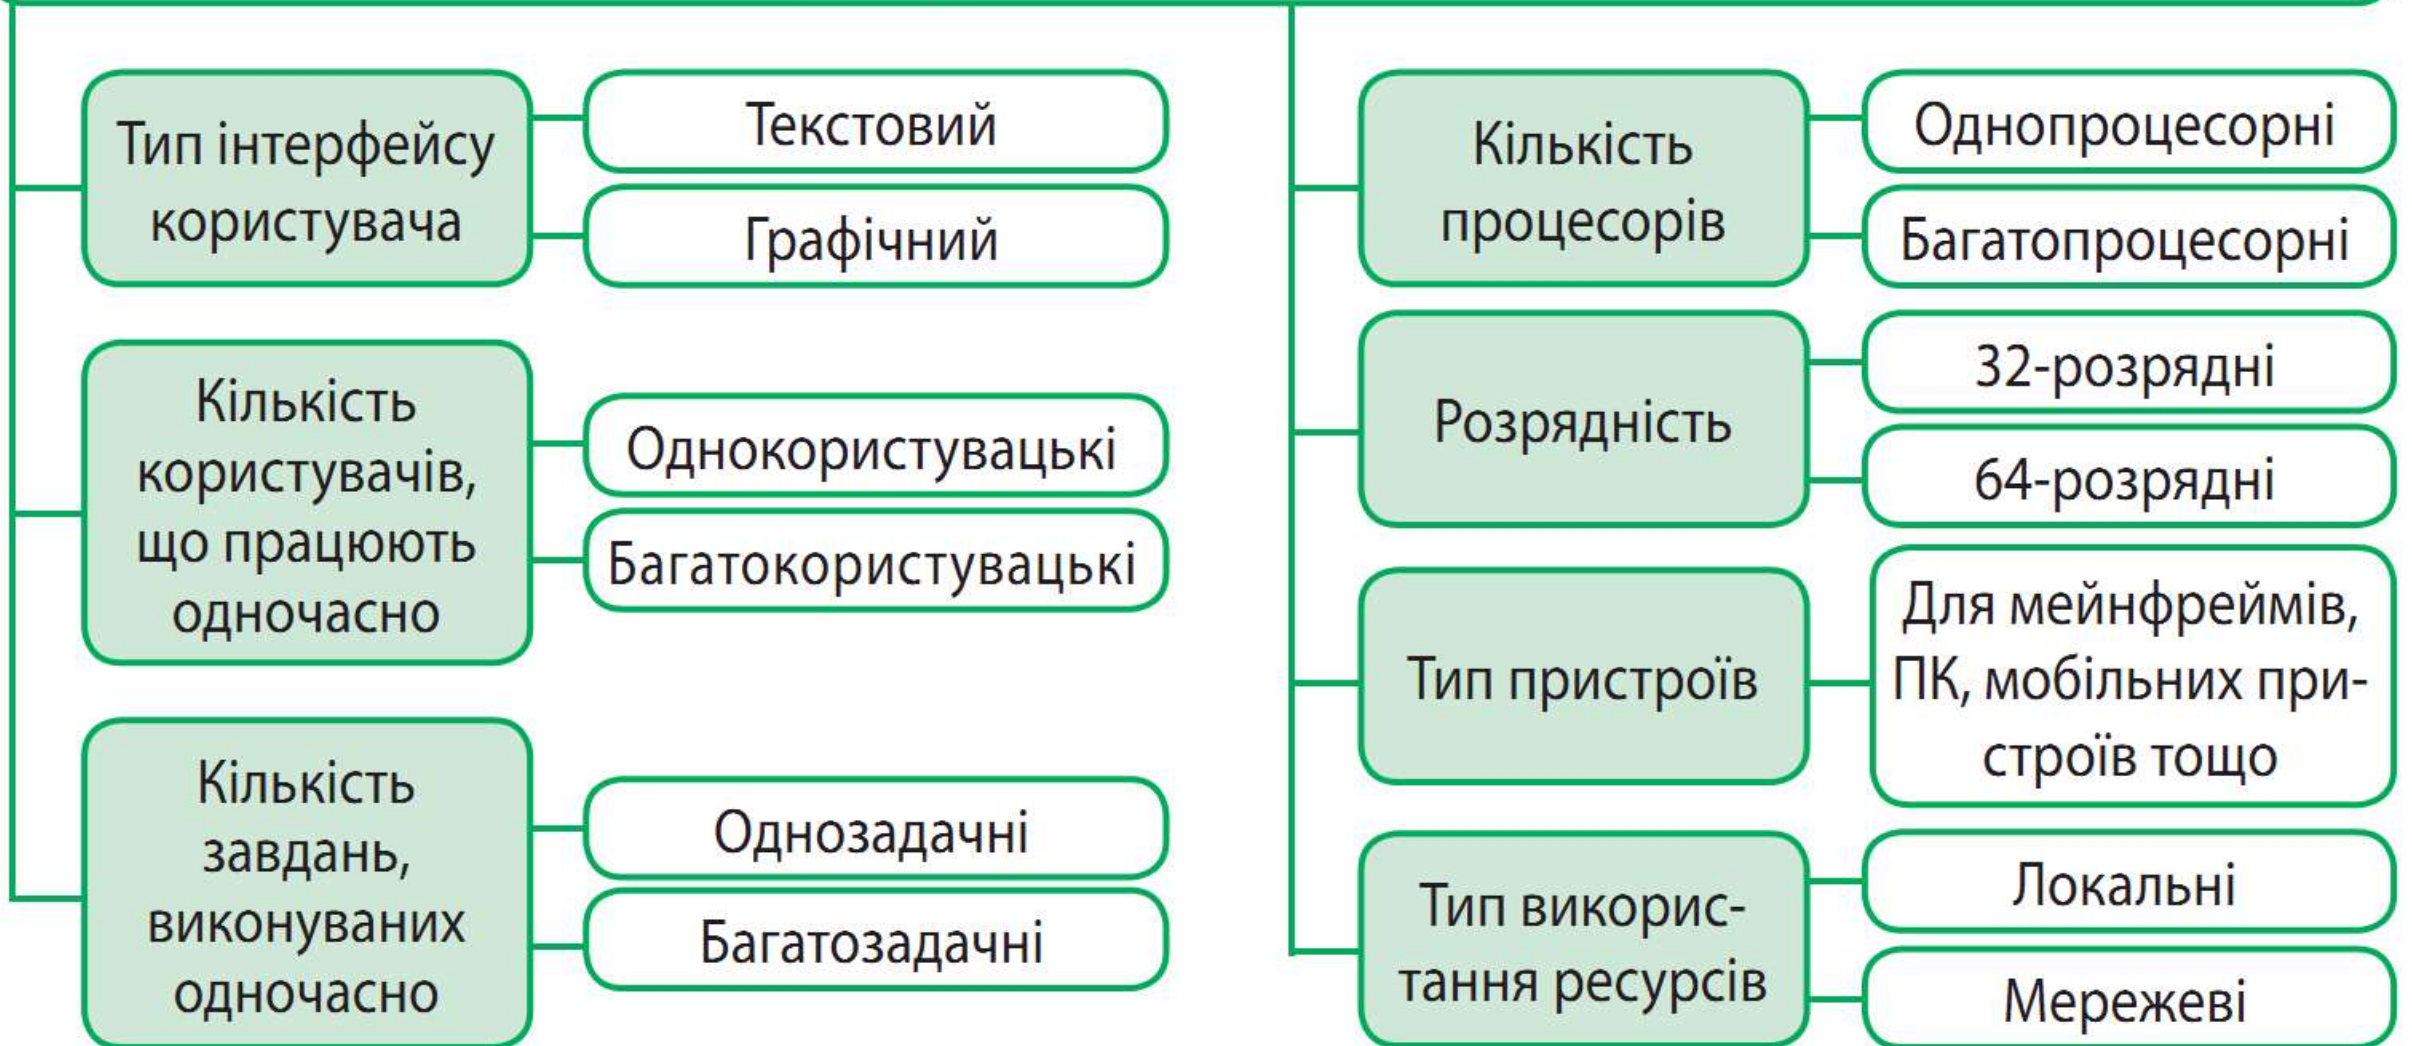 Тип інтерфейсу
користувача
Текстовий
Графічний
Кількість
користувачів,
що працюють
одночасно
Однокористувацькі
Багатокористувацькі
Кількість
завдань,
виконуваних
одночасно
Однозадачні
Багатозадачні
Кількість
процесорів
Однопроцесорні
Багатопроцесорні
Розрядність
32-розрядні
64-розрядні
Тип пристроїв
Для мейнфреймів,
ПК, мобільних при-
строїв тощо
Тип викорис-
тання ресурсів
Локальні
Мережеві